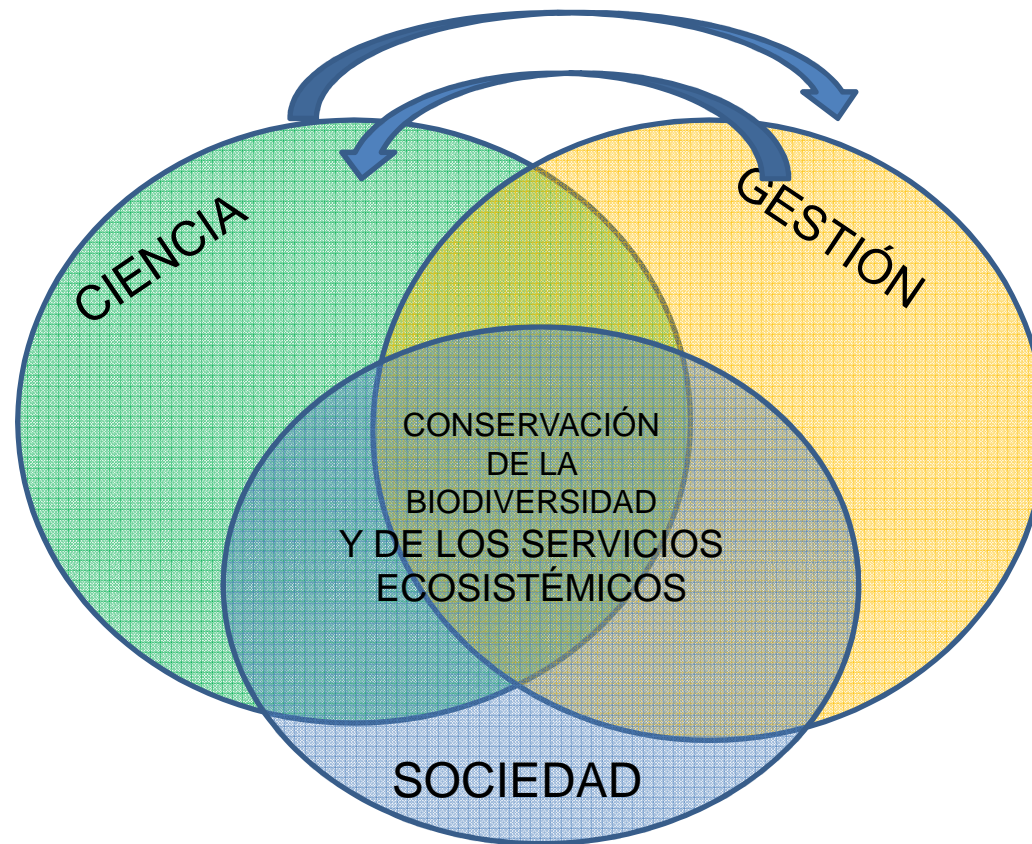 CIENCIA
GESTIÓN
CONSERVACIÓN
DE LA
BIODIVERSIDAD
Y DE LOS SERVICIOS
ECOSISTÉMICOS
SOCIEDAD